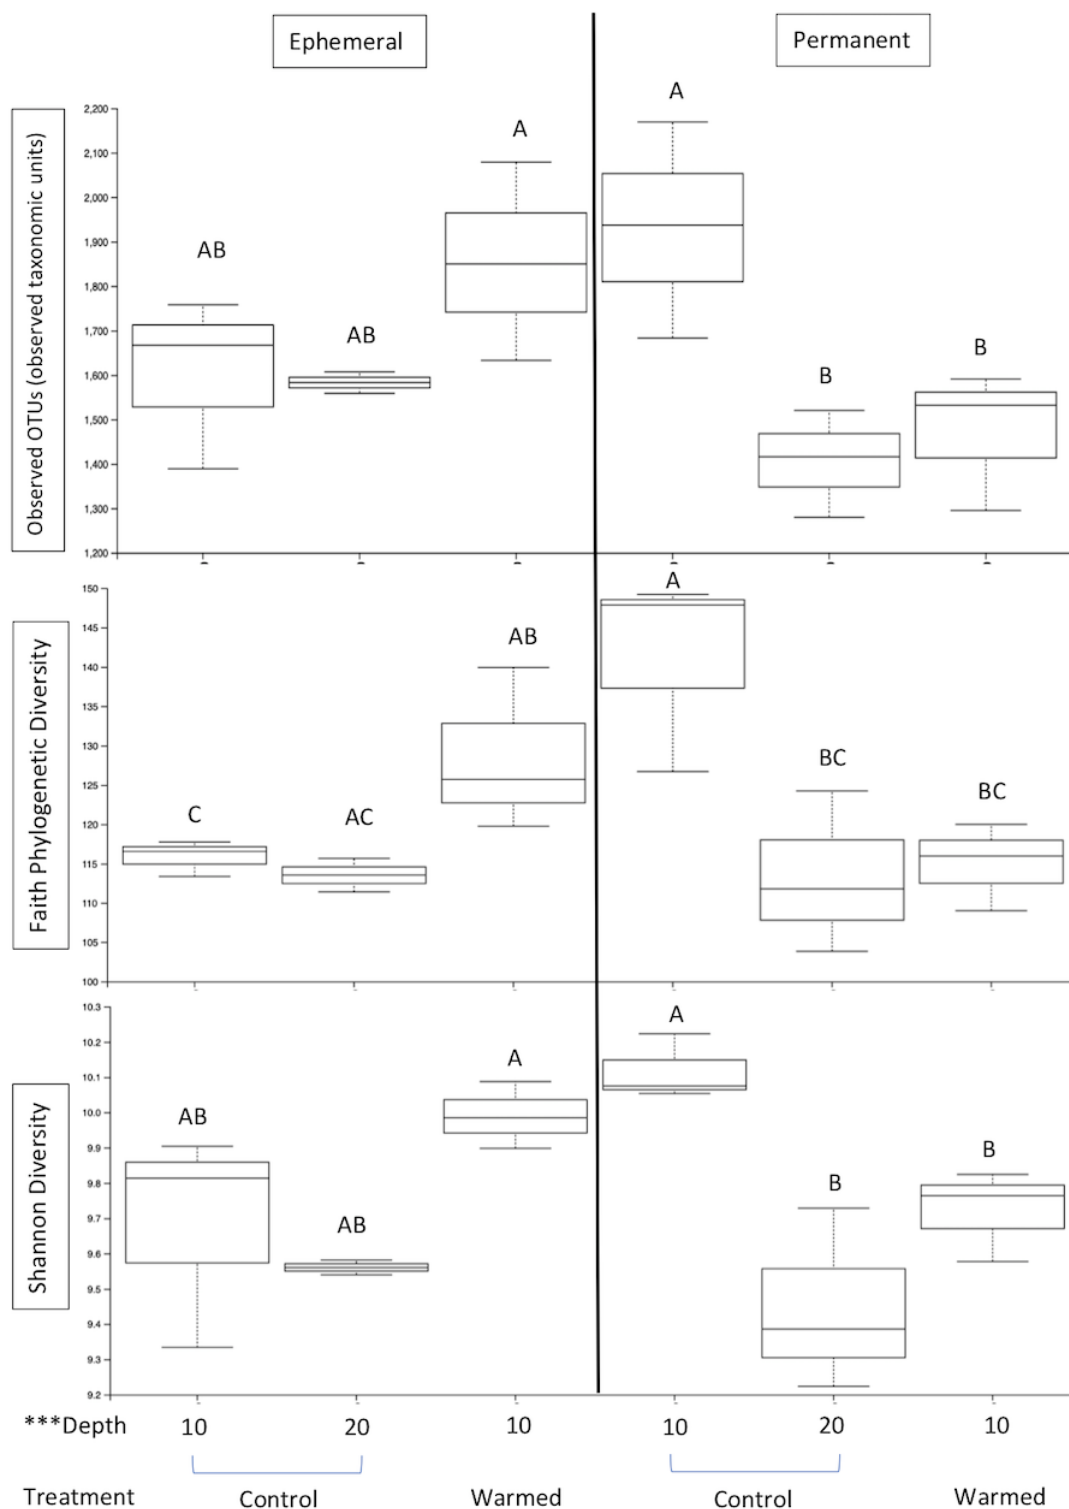 Ephemeral
Permanent
Observed OTUs (observed taxonomic units)
2,200
2,100
2,000
1,900
1,800
1,700
1,600
1,500
1,400
1,300
1,200
AB
AB
A
A
B
B
Faith Phylogenetic Diversity
150
145
140
135
130
125
120
115
110
105
100
C
AC
AB
A
BC
BC
Shannon Diversity
10.3
10.2
10.1
10.0
9.9
9.8
9.7
9.6
9.5
9.4
9.3
9.2
AB
AB
A
A
B
B
***Depth 10 20 10 10 20 10
Treatment Control Warmed Control Warmed